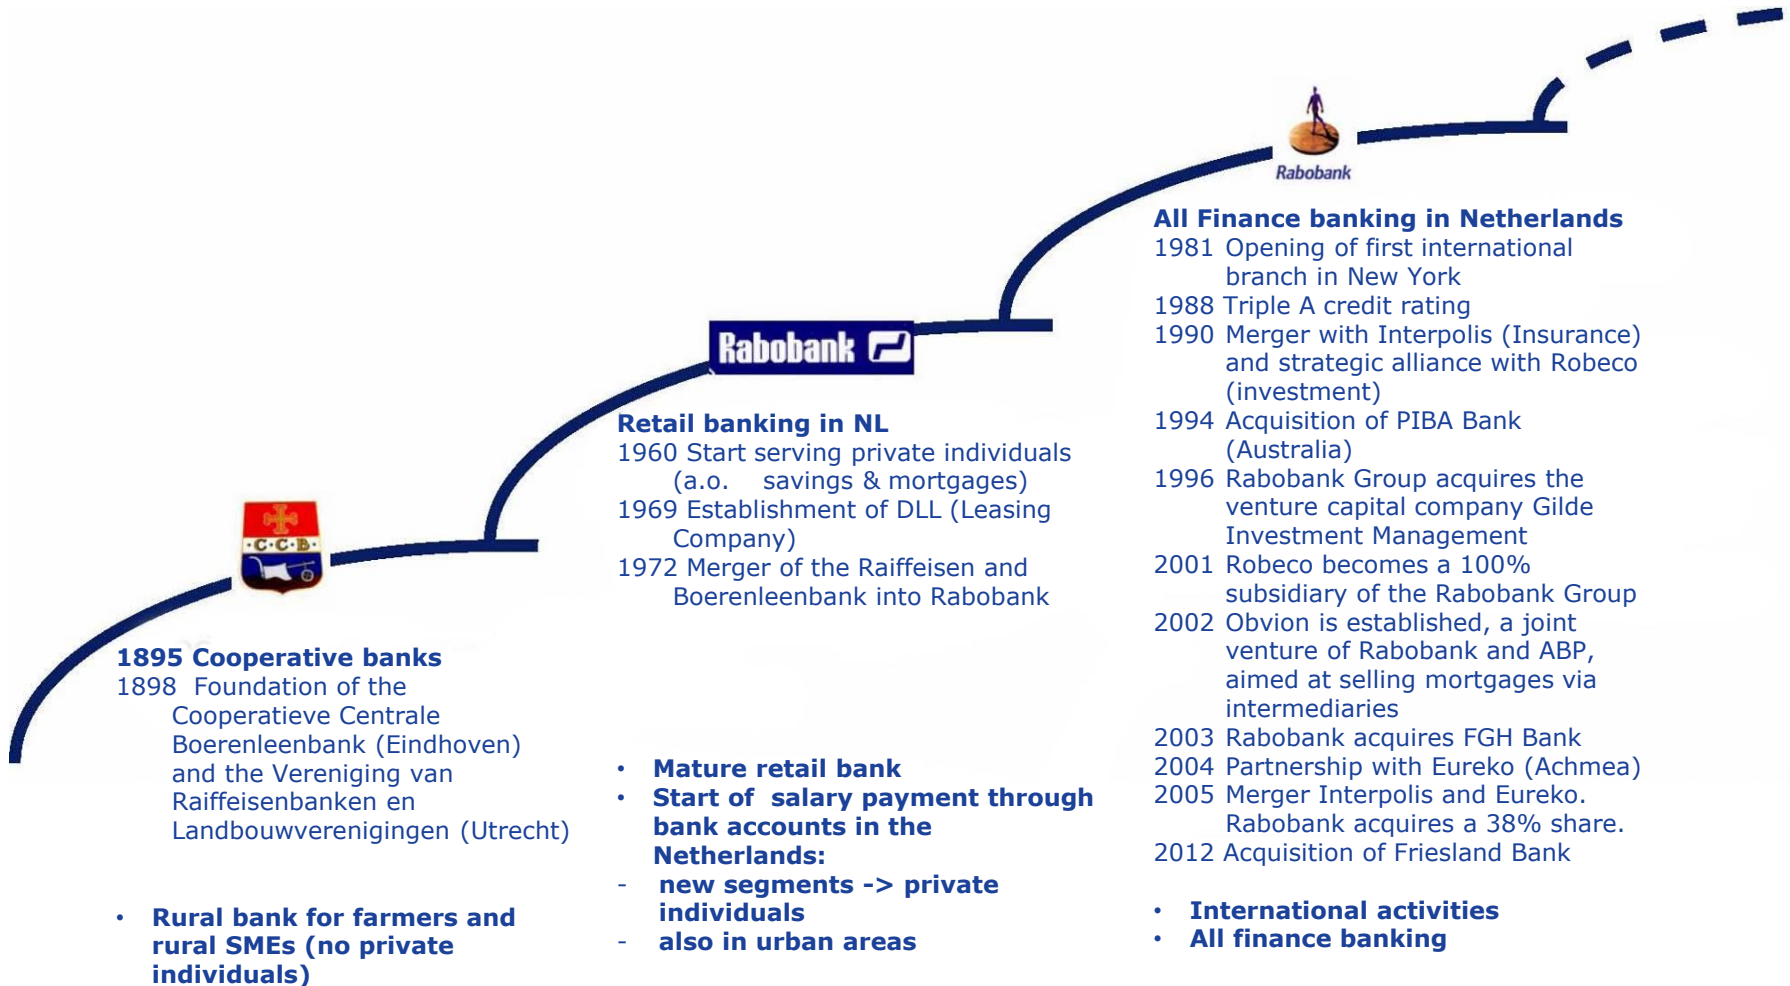 Rabobank
All Finance banking in Netherlands
1981 Opening of first international
branch in New York
1988 Triple A credit rating
1990 Merger with Interpolis (Insurance)
and strategic alliance with Robeco
(investment)
1994 Acquisition of PIBA Bank
(Australia)
1996 Rabobank Group acquires the
venture capital company Gilde
Investment Management
2001 Robeco becomes a 100%
subsidiary of the Rabobank Group
2002 Obvion is established, a joint
venture of Rabobank and ABP,
aimed at selling mortgages via
intermediaries
2003 Rabobank acquires FGH Bank
2004 Partnership with Eureko (Achmea)
2005 Merger Interpolis and Eureko.
Rabobank acquires a 38% share.
2012 Acquisition of Friesland Bank
• International activities
• All finance banking
Rabobank
Retail banking in NL
1960 Start serving private individuals
(a.o. savings & mortgages)
1969 Establishment of DLL (Leasing
Company)
1972 Merger of the Raiffeisen and
Boerenleenbank into Rabobank
• Mature retail bank
• Start of salary payment through
bank accounts in the
Netherlands:
- new segments -> private
individuals
- also in urban areas
·C·C·B·
1895 Cooperative banks
1898 Foundation of the
Cooperatieve Centrale
Boerenleenbank (Eindhoven)
and the Vereniging van
Raiffeisenbanken en
Landbouwverenigingen (Utrecht)
• Rural bank for farmers and
rural SMEs (no private
individuals)